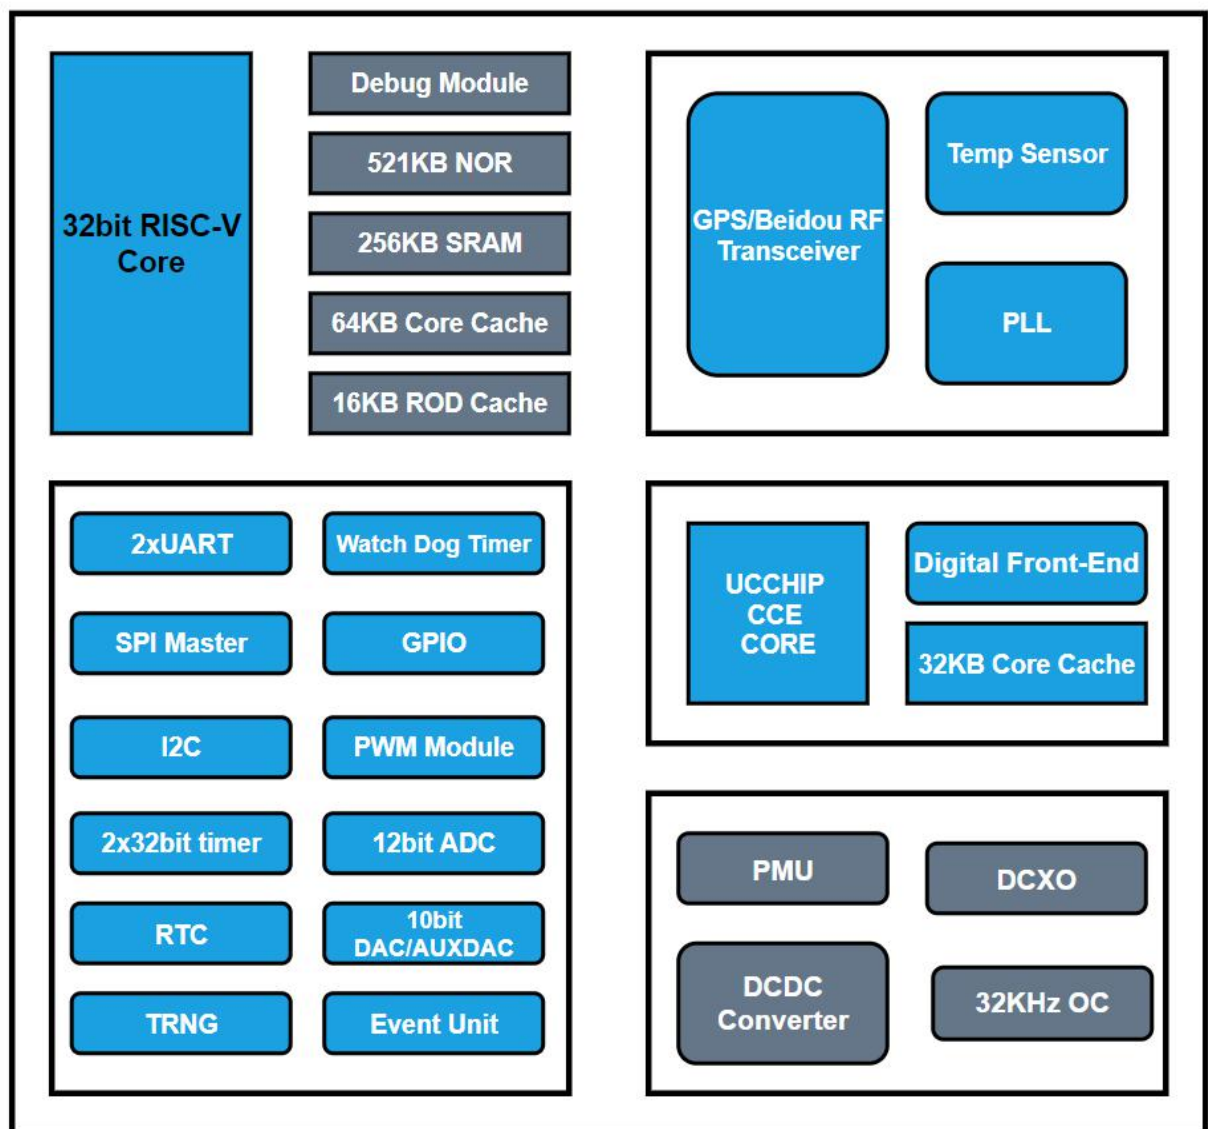 32bit RISC-V
Core
Debug Module
521KB NOR
256KB SRAM
64KB Core Cache
16KB ROD Cache
GPS/Beidou RF
Transceiver
Temp Sensor
PLL
2xUART
Watch Dog Timer
SPI Master
GPIO
I2C
PWM Module
2x32bit timer
12bit ADC
RTC
10bit
DAC/AUXDAC
TRNG
Event Unit
UCCHIP
CCE
CORE
Digital Front-End
32KB Core Cache
PMU
DCXO
DCDC
Converter
32KHz OC